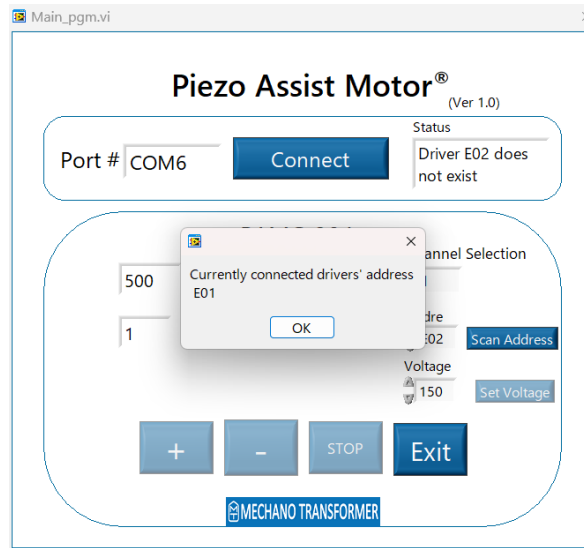 Main_pgm.vi
Piezo Assist Motor®
(Ver 1.0)
Status
Port #
COM6
Connect
Driver E02 does
not exist
Currently connected drivers' address
E01
OK
annel Selection
500
1
dre
E02
Scan Address
Voltage
150
Set Voltage
+
-
STOP
Exit
MECHANO TRANSFORMER